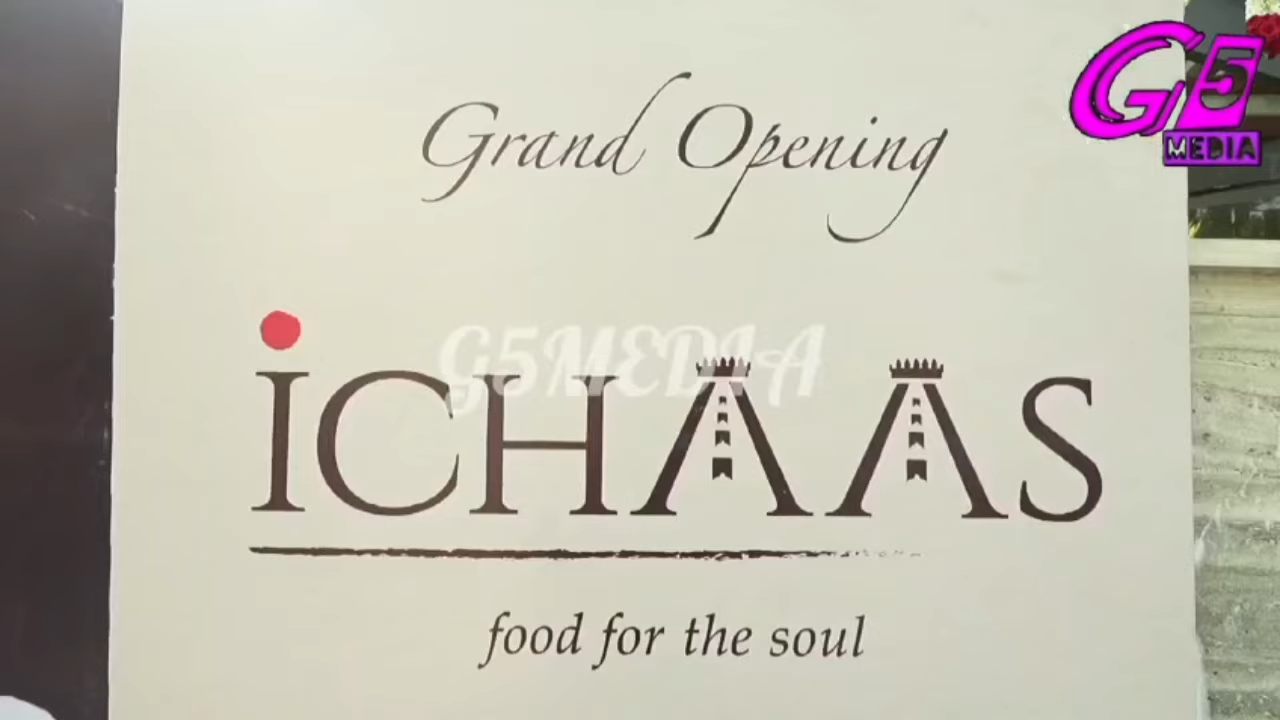 G5
MEDIA
Grand Opening
G5MEDIA
iCHAAS
food for the soul